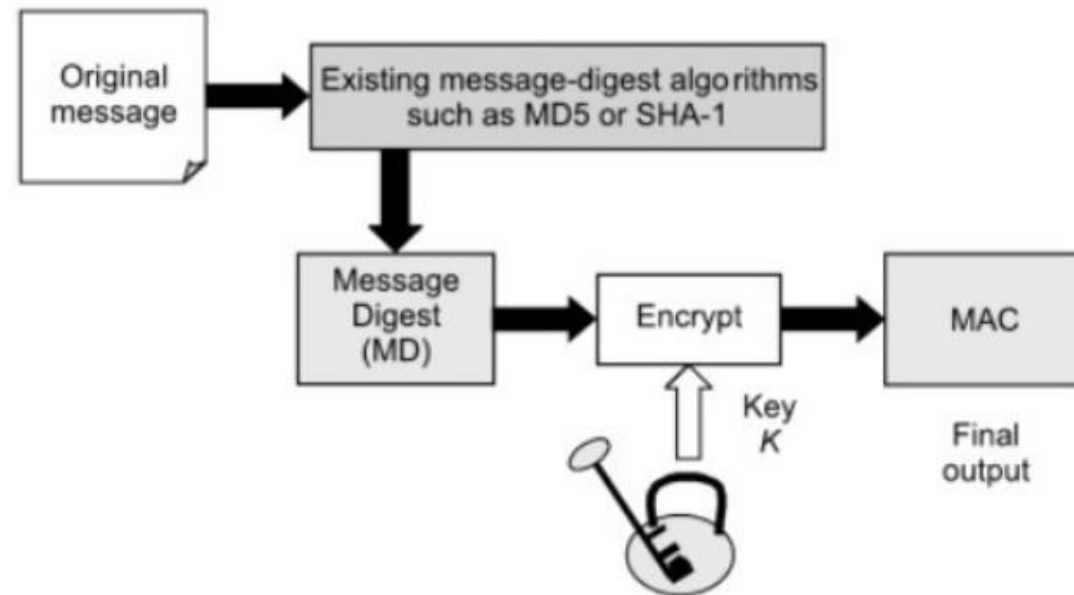 Original
message
Existing message-digest algorithms
such as MD5 or SHA-1
Message
Digest
(MD)
Encrypt
MAC
Key
K
Final
output